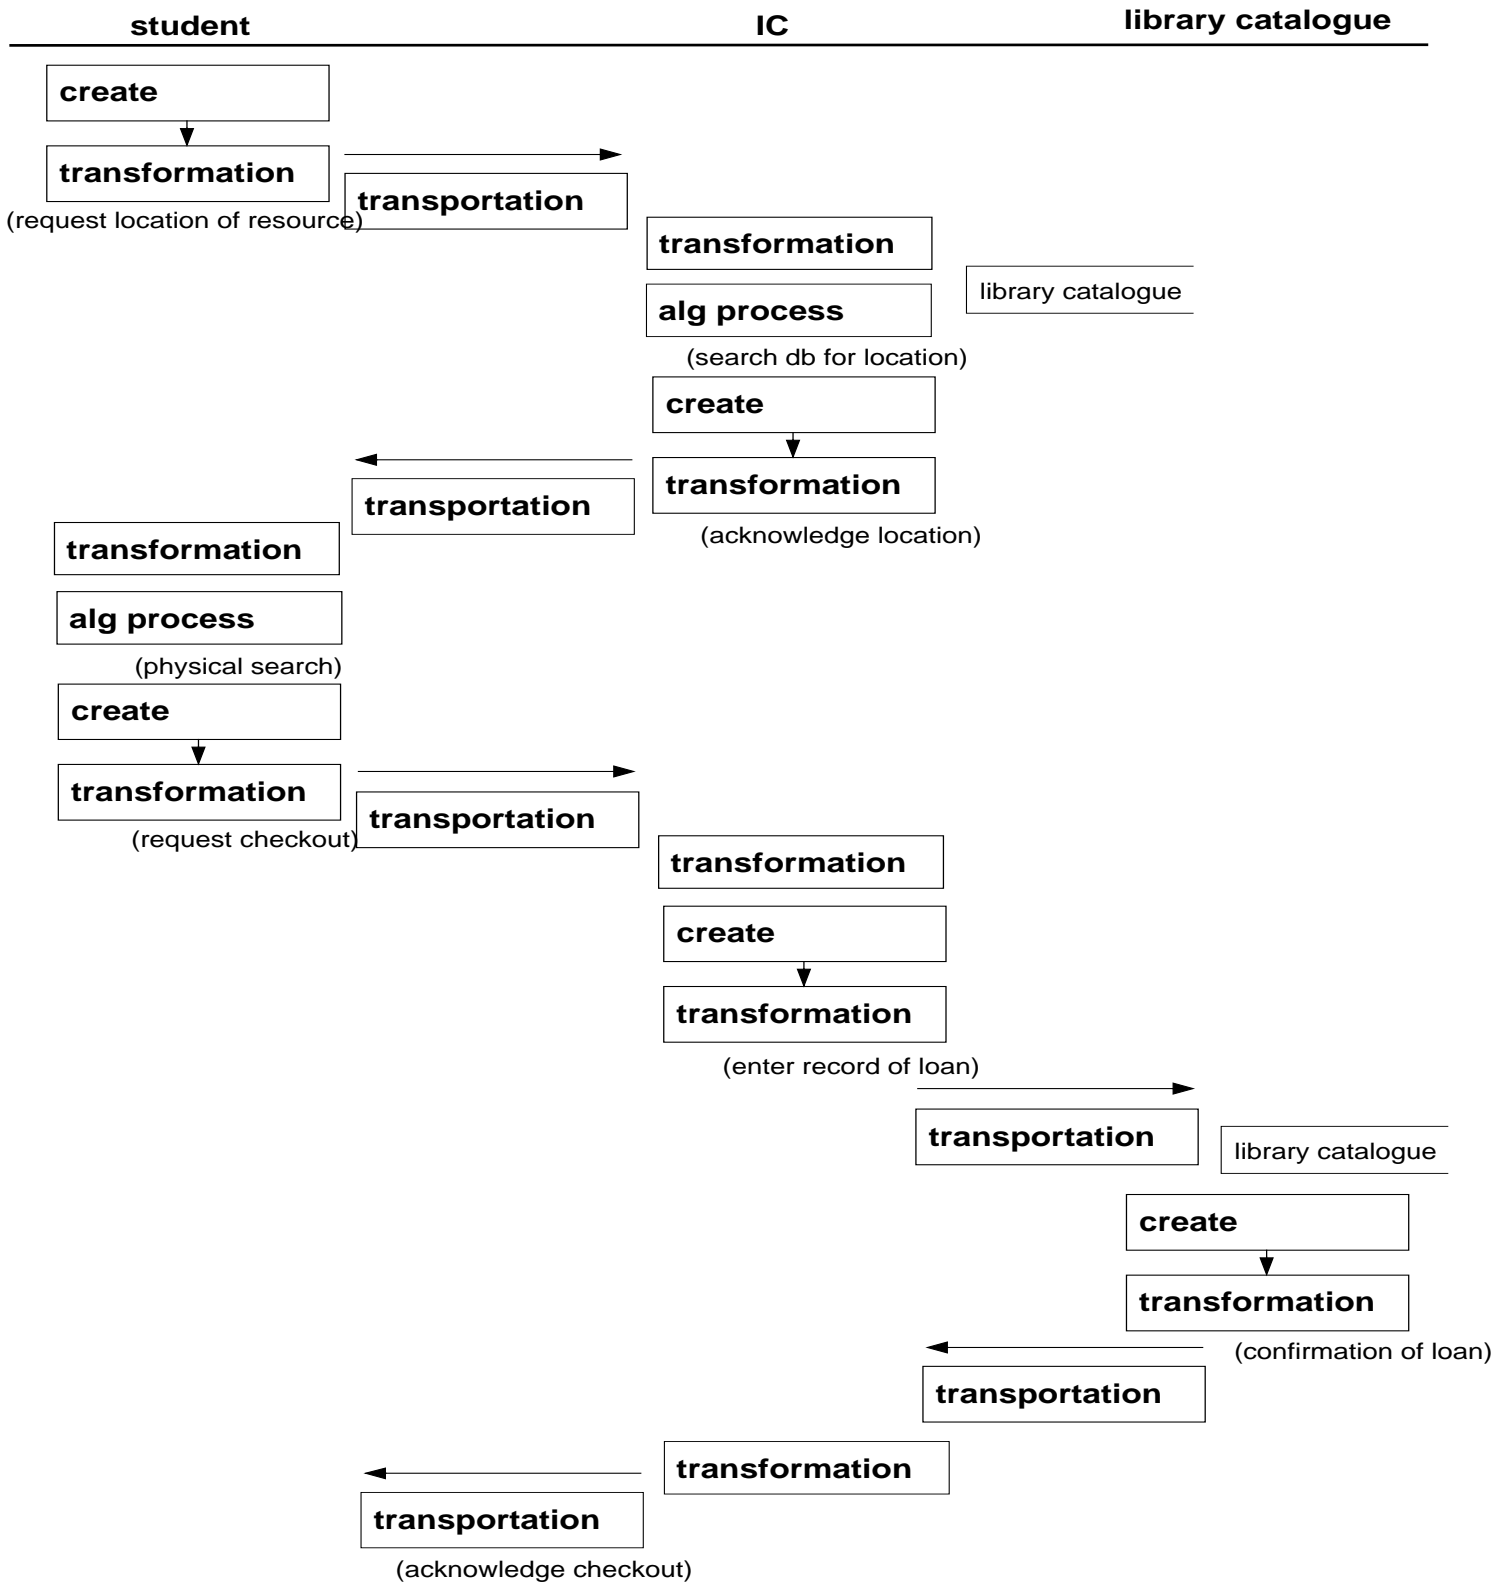 student
IC
library catalogue
create
transformation
(request location of resource)
transportation
transformation
library catalogue
alg process
(search db for location)
create
transformation
(acknowledge location)
transportation
transformation
alg process
(physical search)
create
transformation
(request checkout)
transportation
transformation
create
transformation
(enter record of loan)
transportation
library catalogue
create
transformation
(confirmation of loan)
transportation
transformation
transportation
(acknowledge checkout)